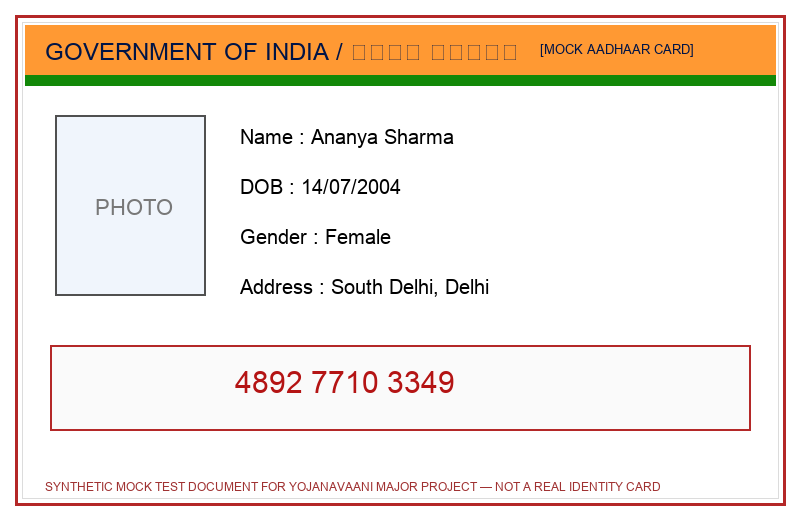 GOVERNMENT OF INDIA /
[MOCK AADHAAR CARD]
PHOTO
Name : Ananya Sharma
DOB : 14/07/2004
Gender : Female
Address : South Delhi, Delhi
4892 7710 3349
SYNTHETIC MOCK TEST DOCUMENT FOR YOJANAVAANI MAJOR PROJECT — NOT A REAL IDENTITY CARD